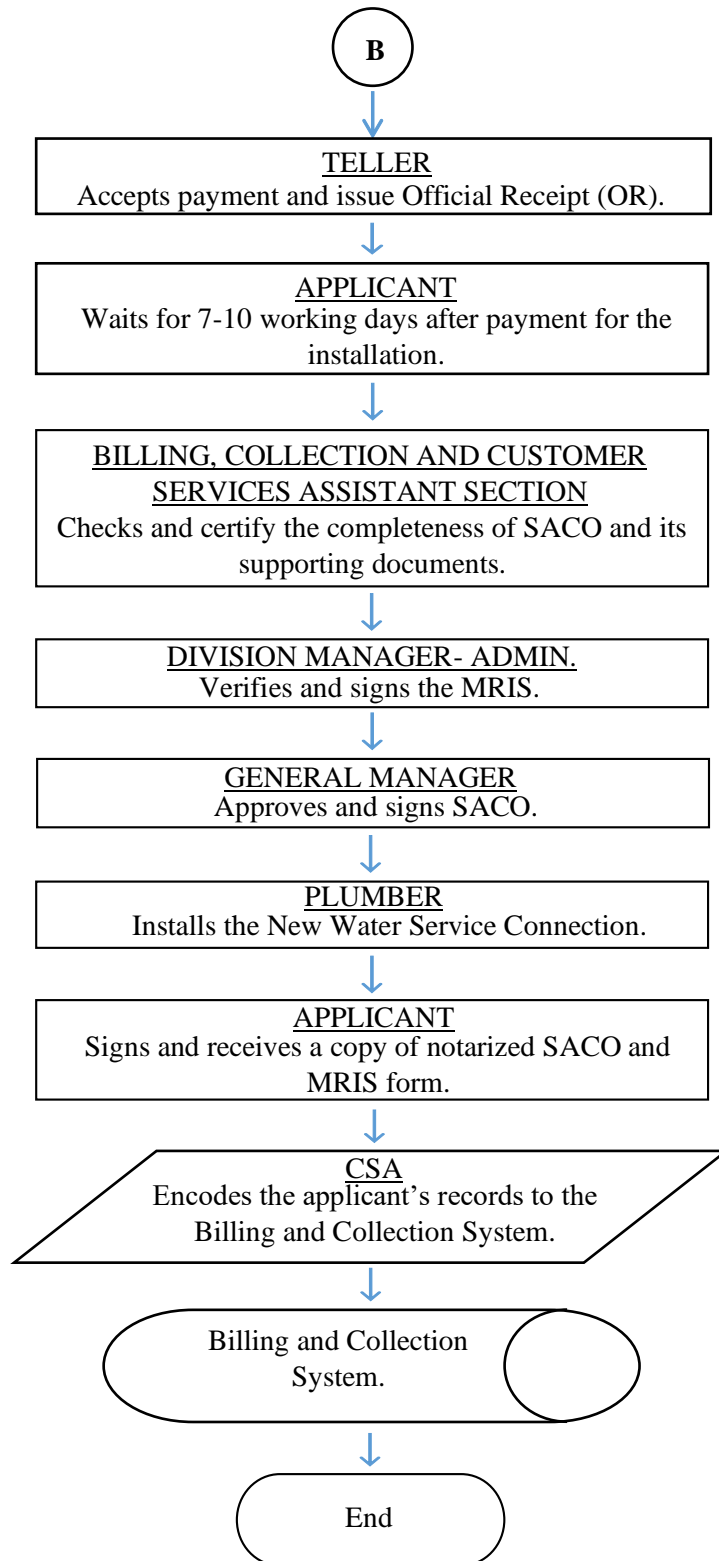 B
TELLER
Accepts payment and issue Official Receipt (OR).
APPLICANT
Waits for 7-10 working days after payment for the
installation.
BILLING, COLLECTION AND CUSTOMER
SERVICES ASSISTANT SECTION
Checks and certify the completeness of SACO and its
supporting documents.
DIVISION MANAGER- ADMIN.
Verifies and signs the MRIS.
GENERAL MANAGER
Approves and signs SACO.
PLUMBER
Installs the New Water Service Connection.
APPLICANT
Signs and receives a copy of notarized SACO and
MRIS form.
CSA
Encodes the applicant’s records to the
Billing and Collection System.
Billing and Collection
System.
End